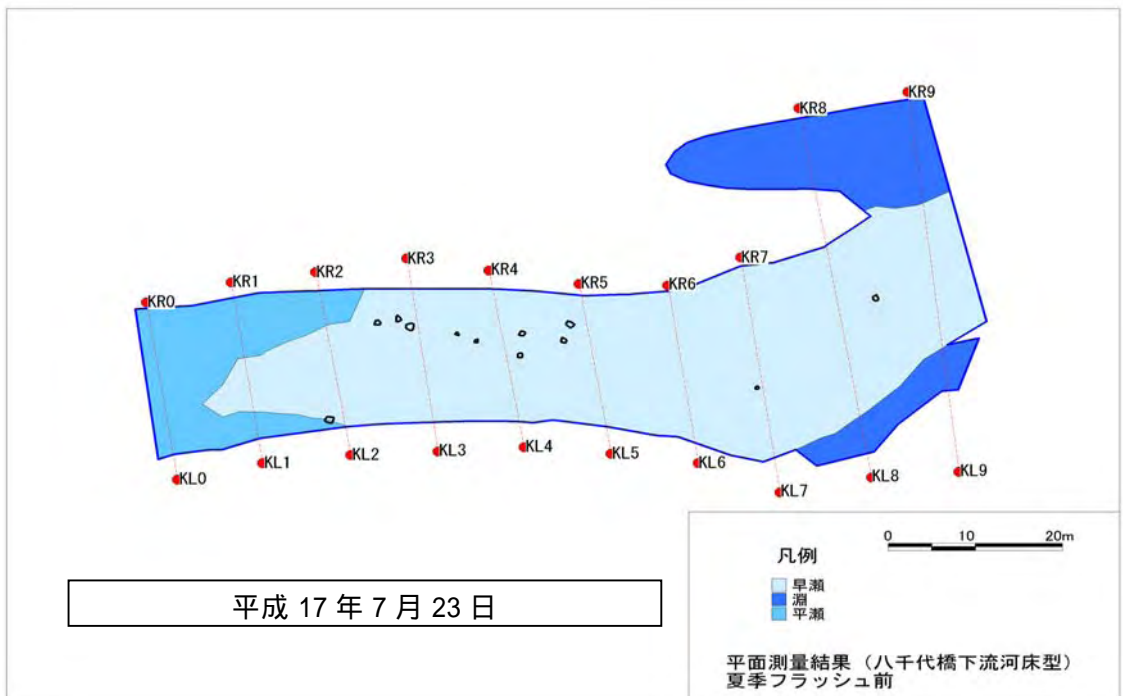 KR9
KR8
KR7
KR3
KR4
KR2
KR1
KR5
KR6
KR0
KL0
KL1
KL2
KL3
KL4
KL5
KL6
KL7
KL8
KL9
0 10 20m
凡例
早瀬
淵
平瀬
平成 17 年 7 月 23 日
平面測量結果（八千代橋下流河床型）
夏季フラッシュ前